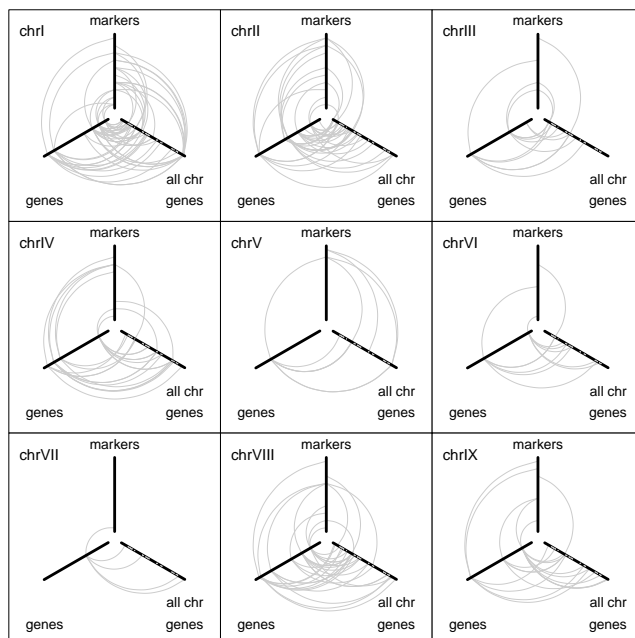 chrI
markers
genes
all chr
genes
chrII
markers
genes
all chr
genes
chrIII
markers
genes
all chr
genes
chrIV
markers
genes
all chr
genes
chrV
markers
genes
all chr
genes
chrVI
markers
genes
all chr
genes
chrVII
markers
genes
all chr
genes
chrVIII
markers
genes
all chr
genes
chrIX
markers
genes
all chr
genes